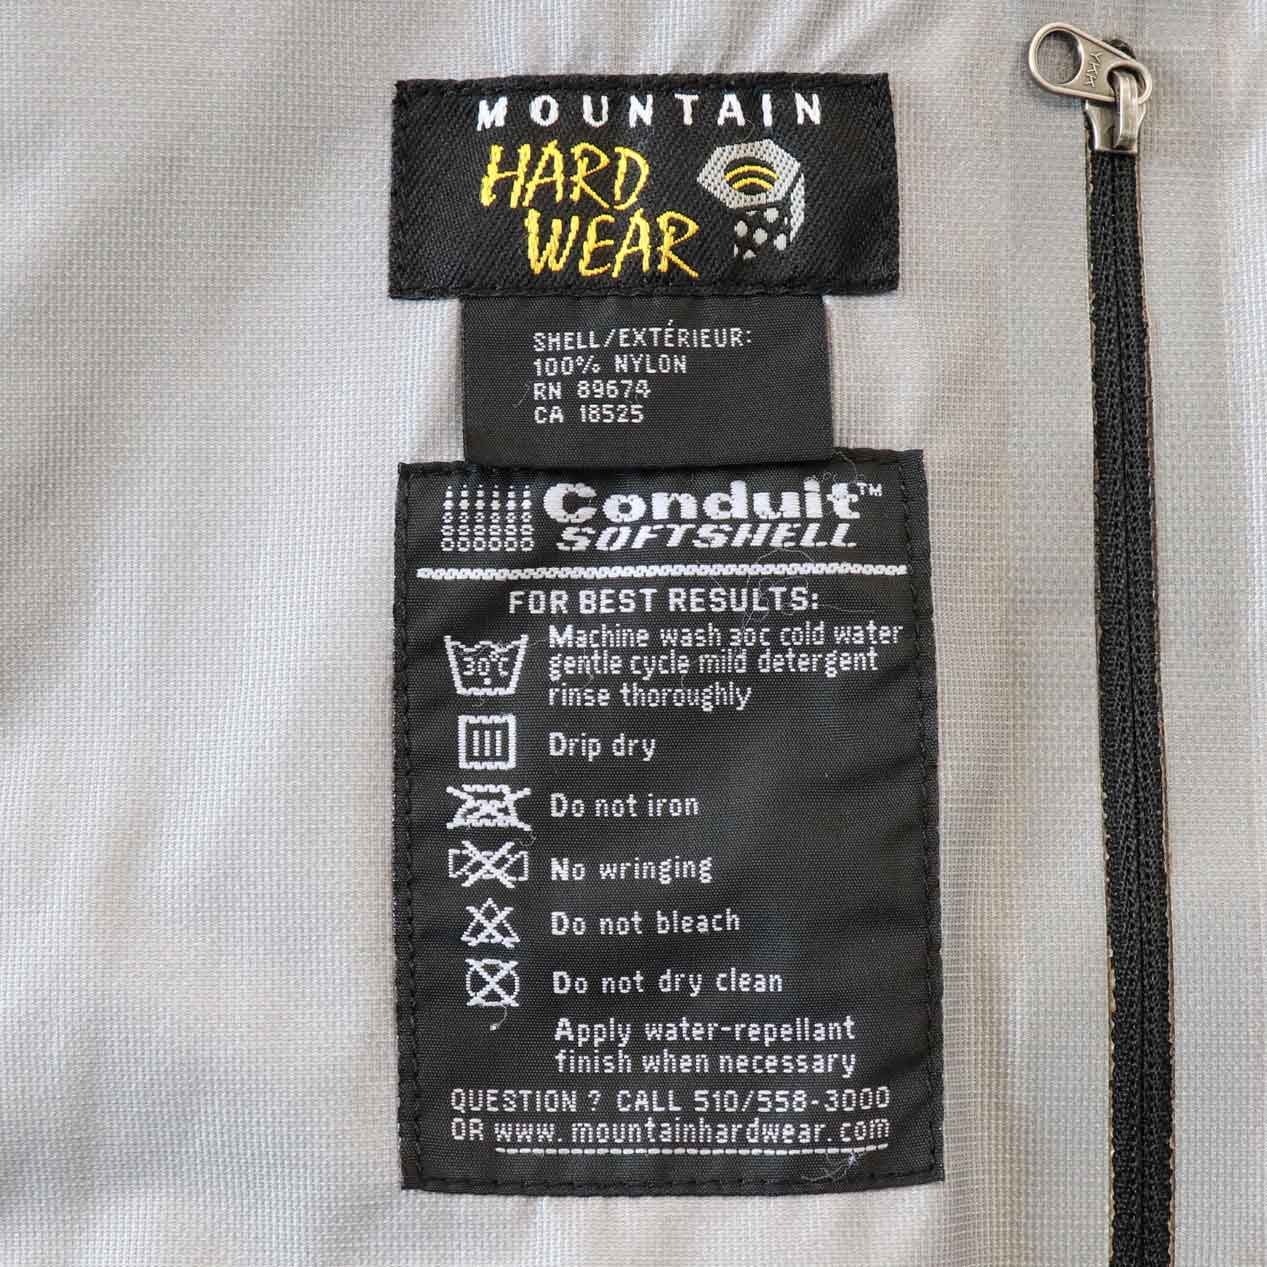 MOUNTAIN
HARD
WEAR
YKK
SHELL/EXTÉRIEUR:
100% NYLON
RN 89674
CA 18525
Conduit™
SOFTSHELL
FOR BEST RESULTS:
30°C
Machine wash 30C cold water
gentle cycle mild detergent
rinse thoroughly
Drip dry
Do not iron
No wringing
Do not bleach
Do not dry clean
Apply water-repellant
finish when necessary
QUESTION ? CALL 510/558-3000
OR www.mountainhardwear.com